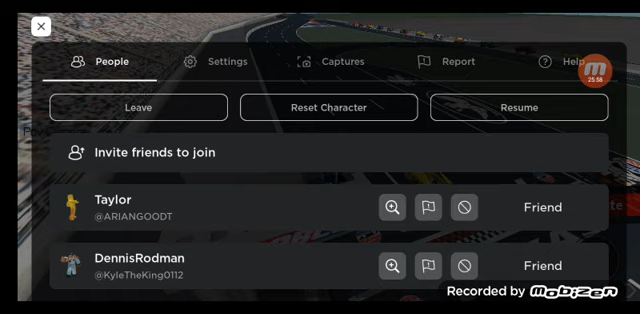 People
Settings
Captures
Report
Help
25:58
Leave
Reset Character
Resume
Invite friends to join
Taylor
@ARIANGOODT
Friend
DennisRodman
@KyleTheKing0112
Friend
Recorded by Mobizen